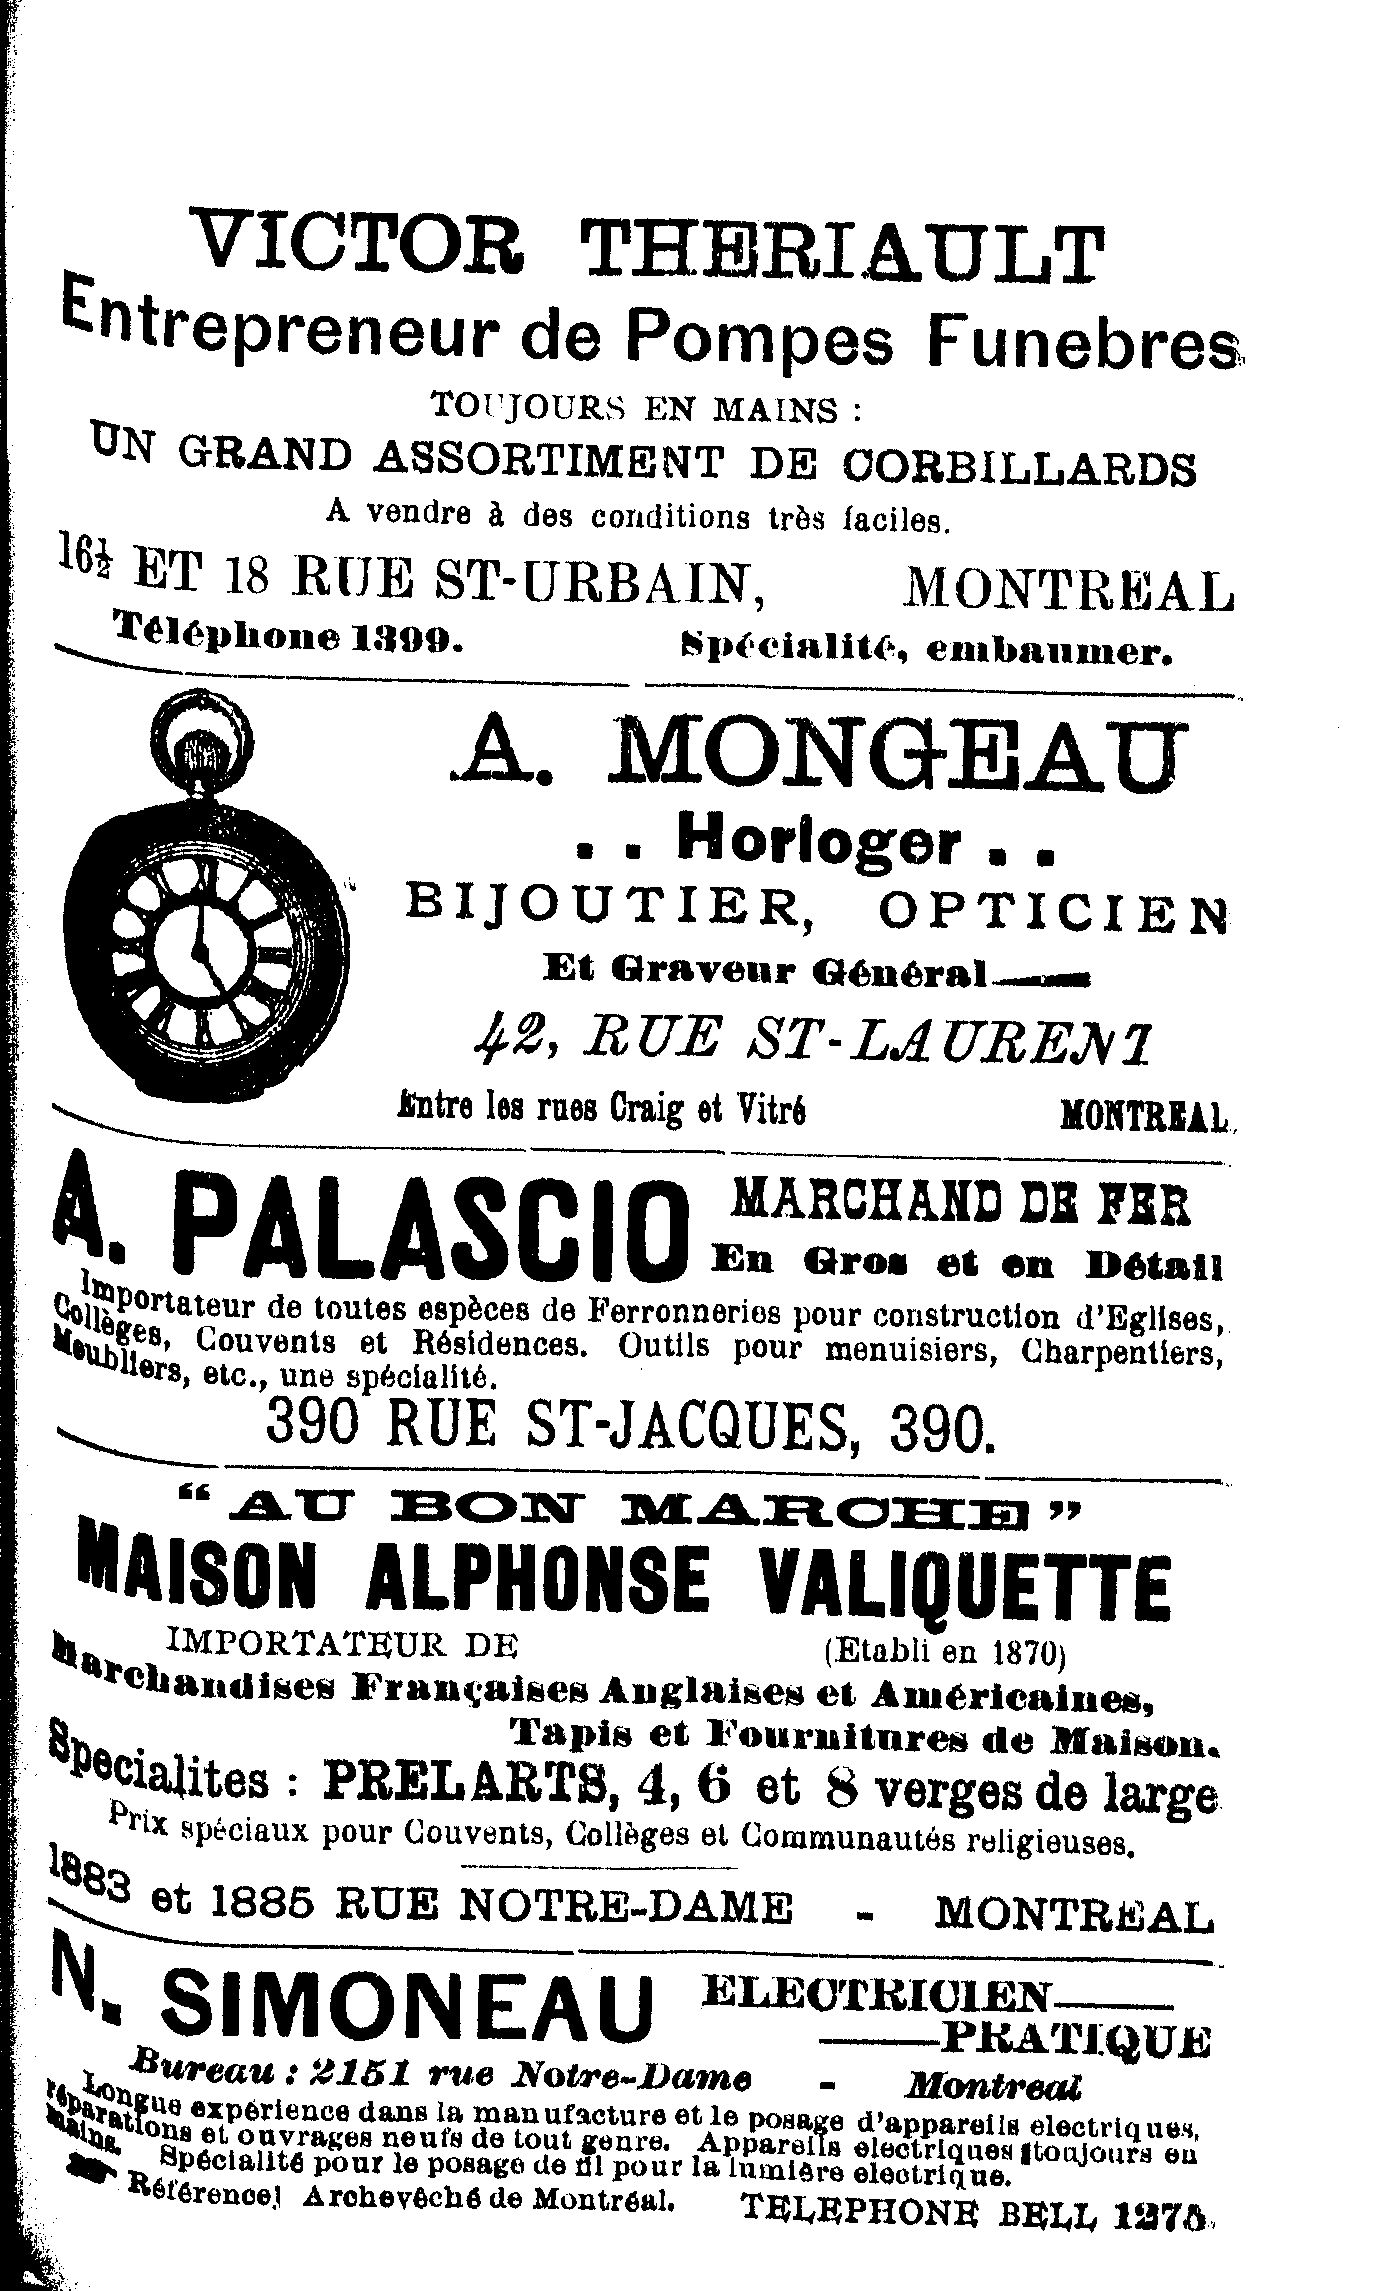 VICTOR THERIAULT
Entrepreneur de Pompes Funebres
TOUJOURS EN MAINS :
UN GRAND ASSORTIMENT DE CORBILLARDS
A vendre à des conditions très faciles.
16½ ET 18 RUE ST-URBAIN, MONTREAL
Téléphone 1399. Spécialité, embaumer.
A. MONGEAU
. . Horloger . .
BIJOUTIER, OPTICIEN
Et Graveur Général
42, RUE ST-LAURENT
Entre les rues Craig et Vitré MONTREAL
A. PALASCIO MARCHAND DE FER
En Gros et en Détail
Importateur de toutes espèces de Ferronneries pour construction d'Eglises,
Collèges, Couvents et Résidences. Outils pour menuisiers, Charpentiers,
Meubliers, etc., une spécialité.
390 RUE ST-JACQUES, 390.
“ AU BON MARCHE ”
MAISON ALPHONSE VALIQUETTE
IMPORTATEUR DE (Etabli en 1870)
Marchandises Françaises Anglaises et Américaines,
Tapis et Fournitures de Maison.
Specialites : PRELARTS, 4, 6 et 8 verges de large
Prix spéciaux pour Couvents, Collèges et Communautés religieuses.
1883 et 1885 RUE NOTRE-DAME - MONTREAL
N. SIMONEAU ELECTRICIEN
PRATIQUE
Bureau : 2151 rue Notre-Dame - Montreal
Longue expérience dans la manufacture et le posage d'appareils electriques,
réparations et ouvrages neufs de tout genre. Appareils electriques toujours en
mains. Spécialité pour le posage de fil pour la lumière electrique.
Référence! Archevêché de Montréal. TELEPHONE BELL 1275